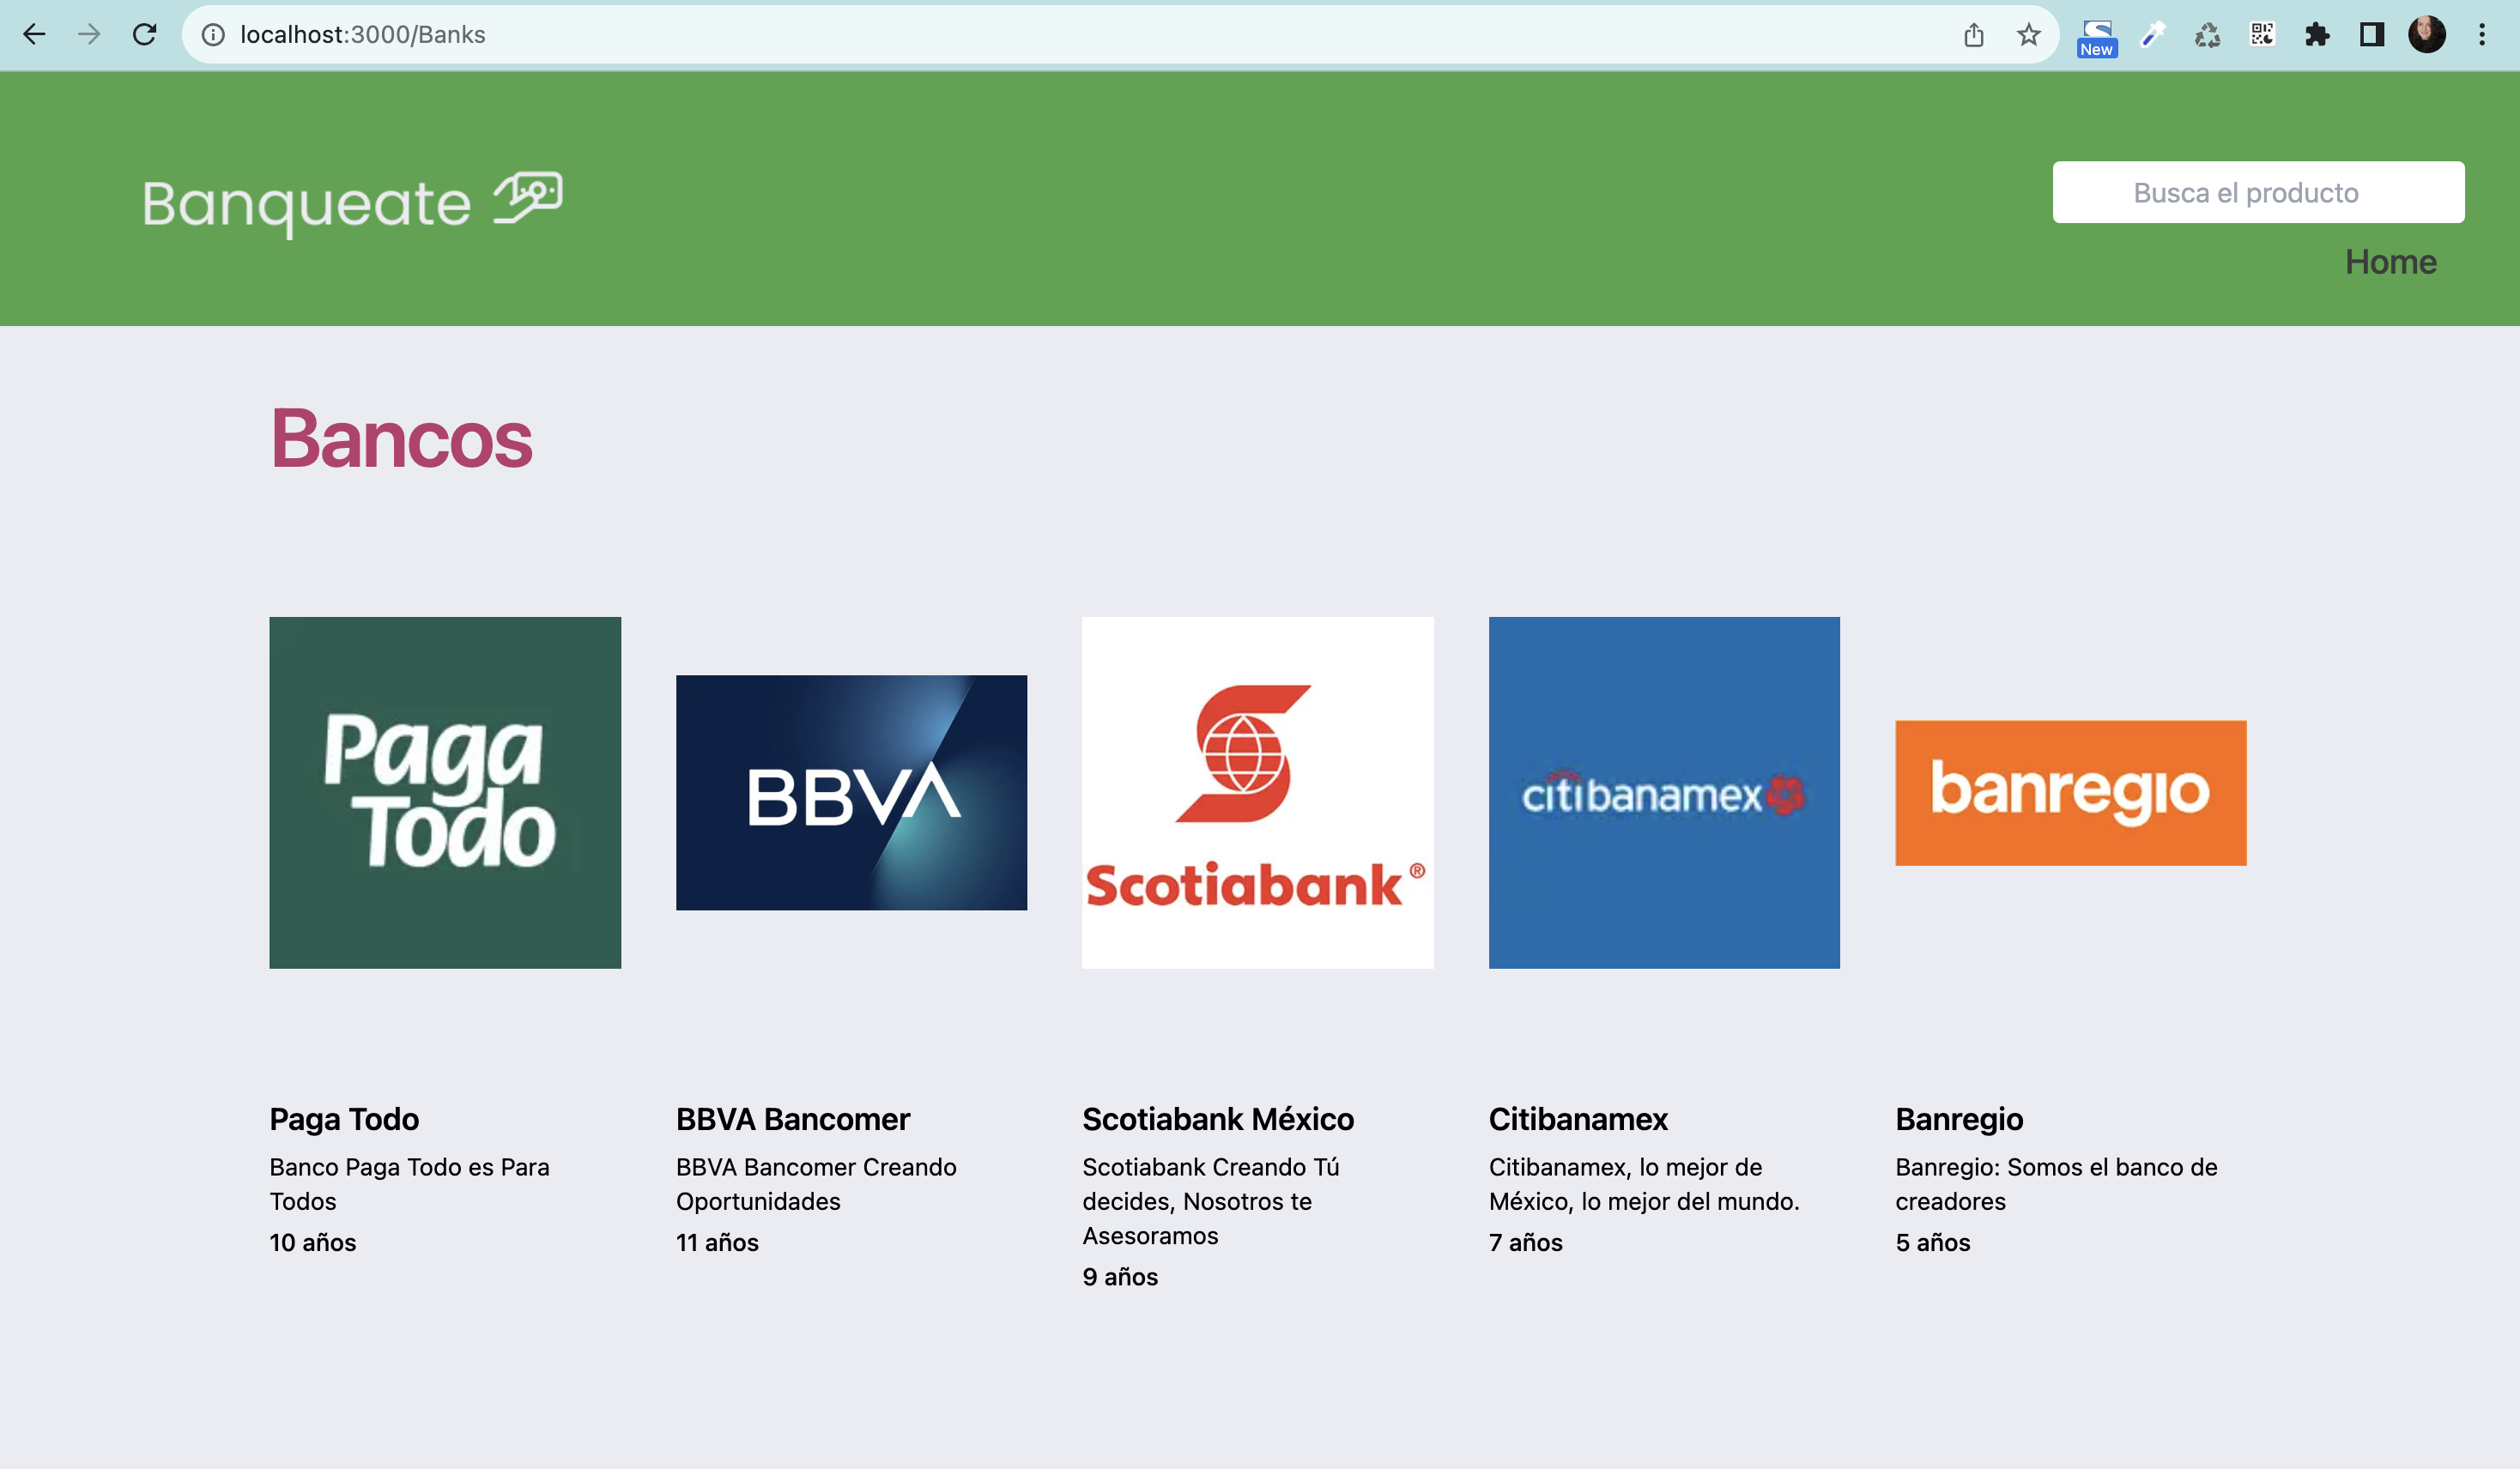 localhost:3000/Banks
New
Banqueate
Busca el producto
Home
Bancos
Paga
Todo
BBVA
Scotiabank®
citibanamex
banregio
Paga Todo
Banco Paga Todo es Para
Todos
10 años
BBVA Bancomer
BBVA Bancomer Creando
Oportunidades
11 años
Scotiabank México
Scotiabank Creando Tú
decides, Nosotros te
Asesoramos
9 años
Citibanamex
Citibanamex, lo mejor de
México, lo mejor del mundo.
7 años
Banregio
Banregio: Somos el banco de
creadores
5 años